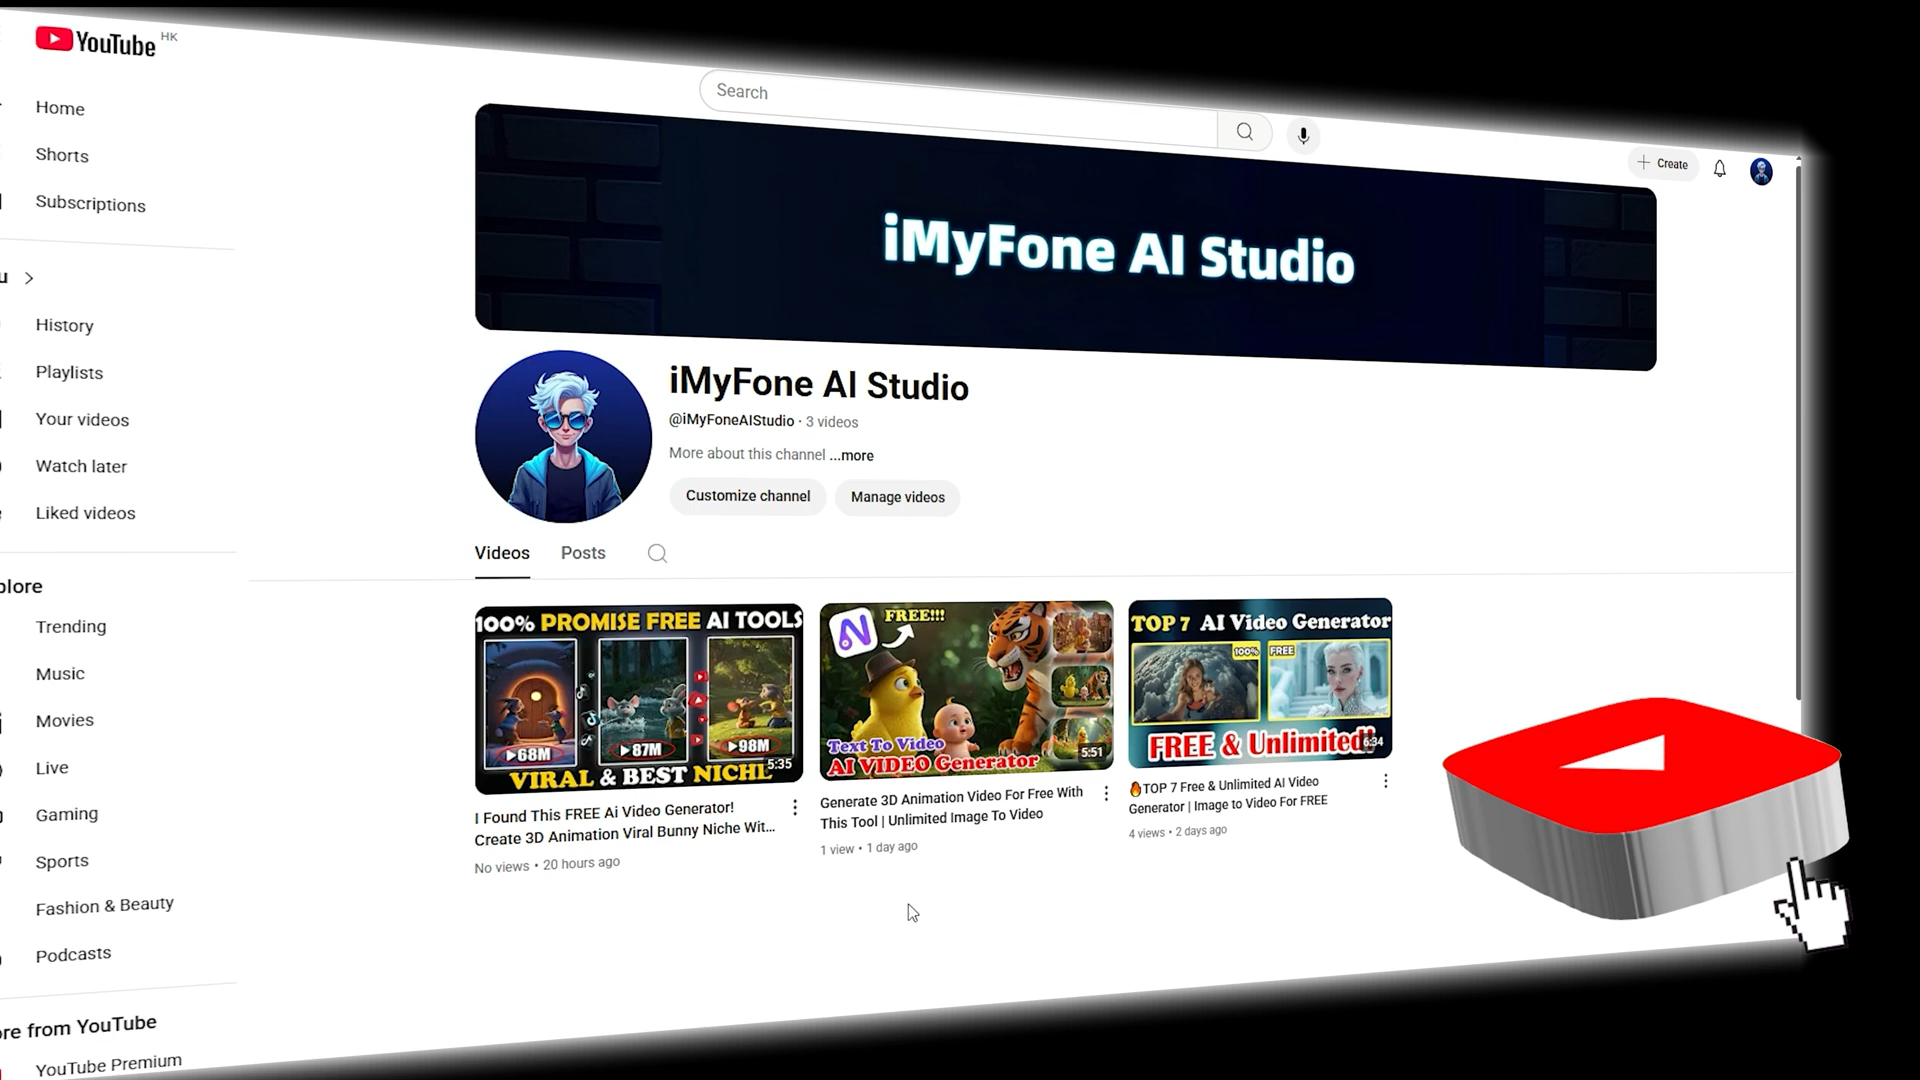 YouTube HK
Search
Create
Home
Shorts
Subscriptions
History
Playlists
Your videos
Watch later
Liked videos
plore
Trending
Music
Movies
Live
Gaming
Sports
Fashion & Beauty
Podcasts
ore from YouTube
YouTube Premium
iMyFone AI Studio
iMyFone AI Studio
@iMyFoneAIStudio · 3 videos
More about this channel ...more
Customize channel
Manage videos
Videos
Posts
100% PROMISE FREE AI TOOLS
68M
87M
98M
5:35
VIRAL & BEST NICHE
I Found This FREE Ai Video Generator!
Create 3D Animation Viral Bunny Niche Wit...
No views • 20 hours ago
FREE!!!
Text To Video
AI VIDEO Generator
5:51
Generate 3D Animation Video For Free With
This Tool | Unlimited Image To Video
1 view • 1 day ago
TOP 7 AI Video Generator
100% FREE
FREE & Unlimited!
6:34
🔥TOP 7 Free & Unlimited AI Video
Generator | Image to Video For FREE
4 views • 2 days ago